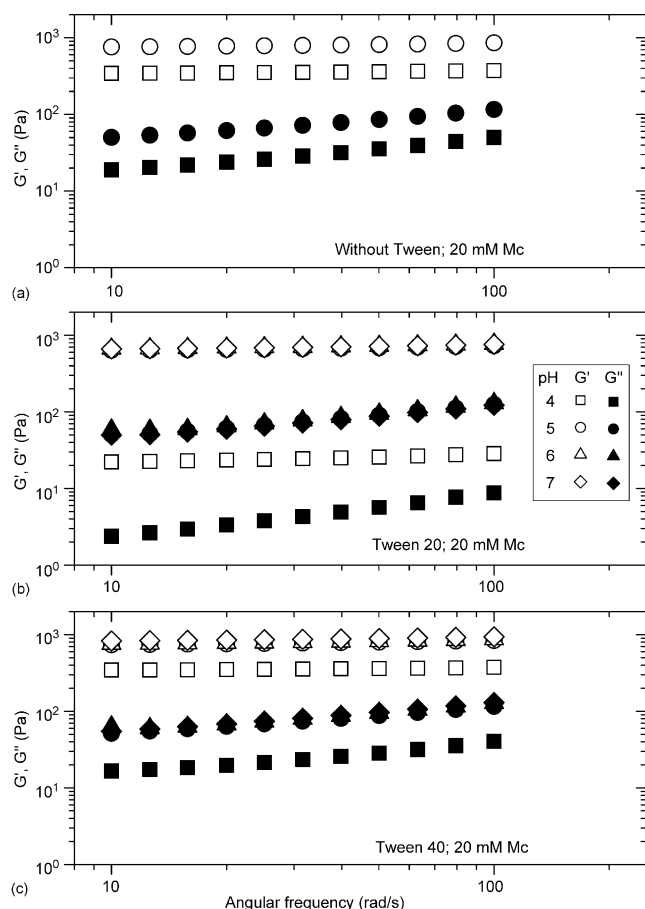 10³
10²
10¹
10⁰
G', G'' (Pa)
Without Tween; 20 mM Mc
(a)
10
100
10³
10²
10¹
10⁰
G', G'' (Pa)
pH G' G''
4
5
6
7
Tween 20; 20 mM Mc
(b)
10
100
10³
10²
10¹
10⁰
G', G'' (Pa)
Tween 40; 20 mM Mc
(c)
10
100
Angular frequency (rad/s)